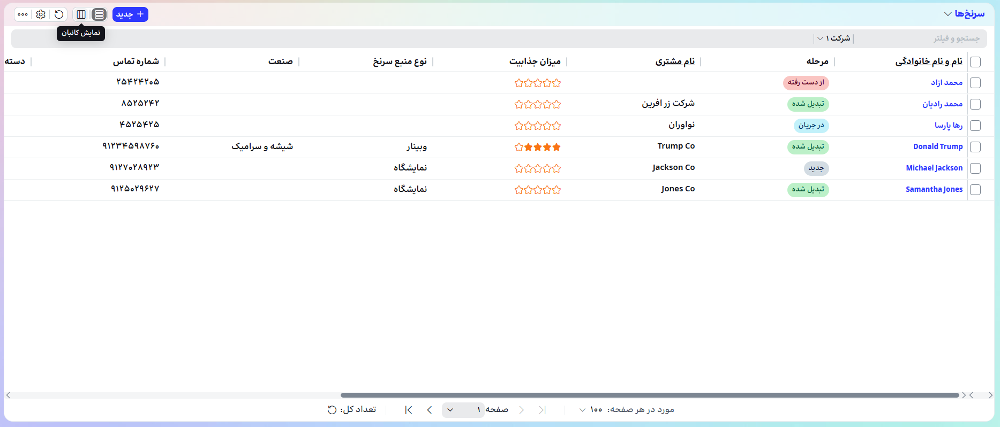 سرنخ‌ها
+ جدید
نمایش کانبان
جستجو و فیلتر
شرکت ۱
نام و نام خانوادگی | مرحله | نام مشتری | میزان جذابیت | نوع منبع سرنخ | صنعت | شماره تماس | دسته
محمد ازاد از دست رفته ۲۵۴۲۴۲۰۵
محمد رادیان تبدیل شده شرکت زر افرین ۸۵۲۵۲۴۲
رها پارسا در جریان نواوران ۴۵۲۵۴۲۵
Donald Trump تبدیل شده Trump Co وبینار شیشه و سرامیک ۹۱۲۳۴۵۹۸۷۶۰
Michael Jackson جدید Jackson Co نمایشگاه ۹۱۲۷۰۲۸۹۲۳
Samantha Jones تبدیل شده Jones Co نمایشگاه ۹۱۲۵۰۲۹۶۲۷
مورد در هر صفحه: ۱۰۰ صفحه ۱ تعداد کل: